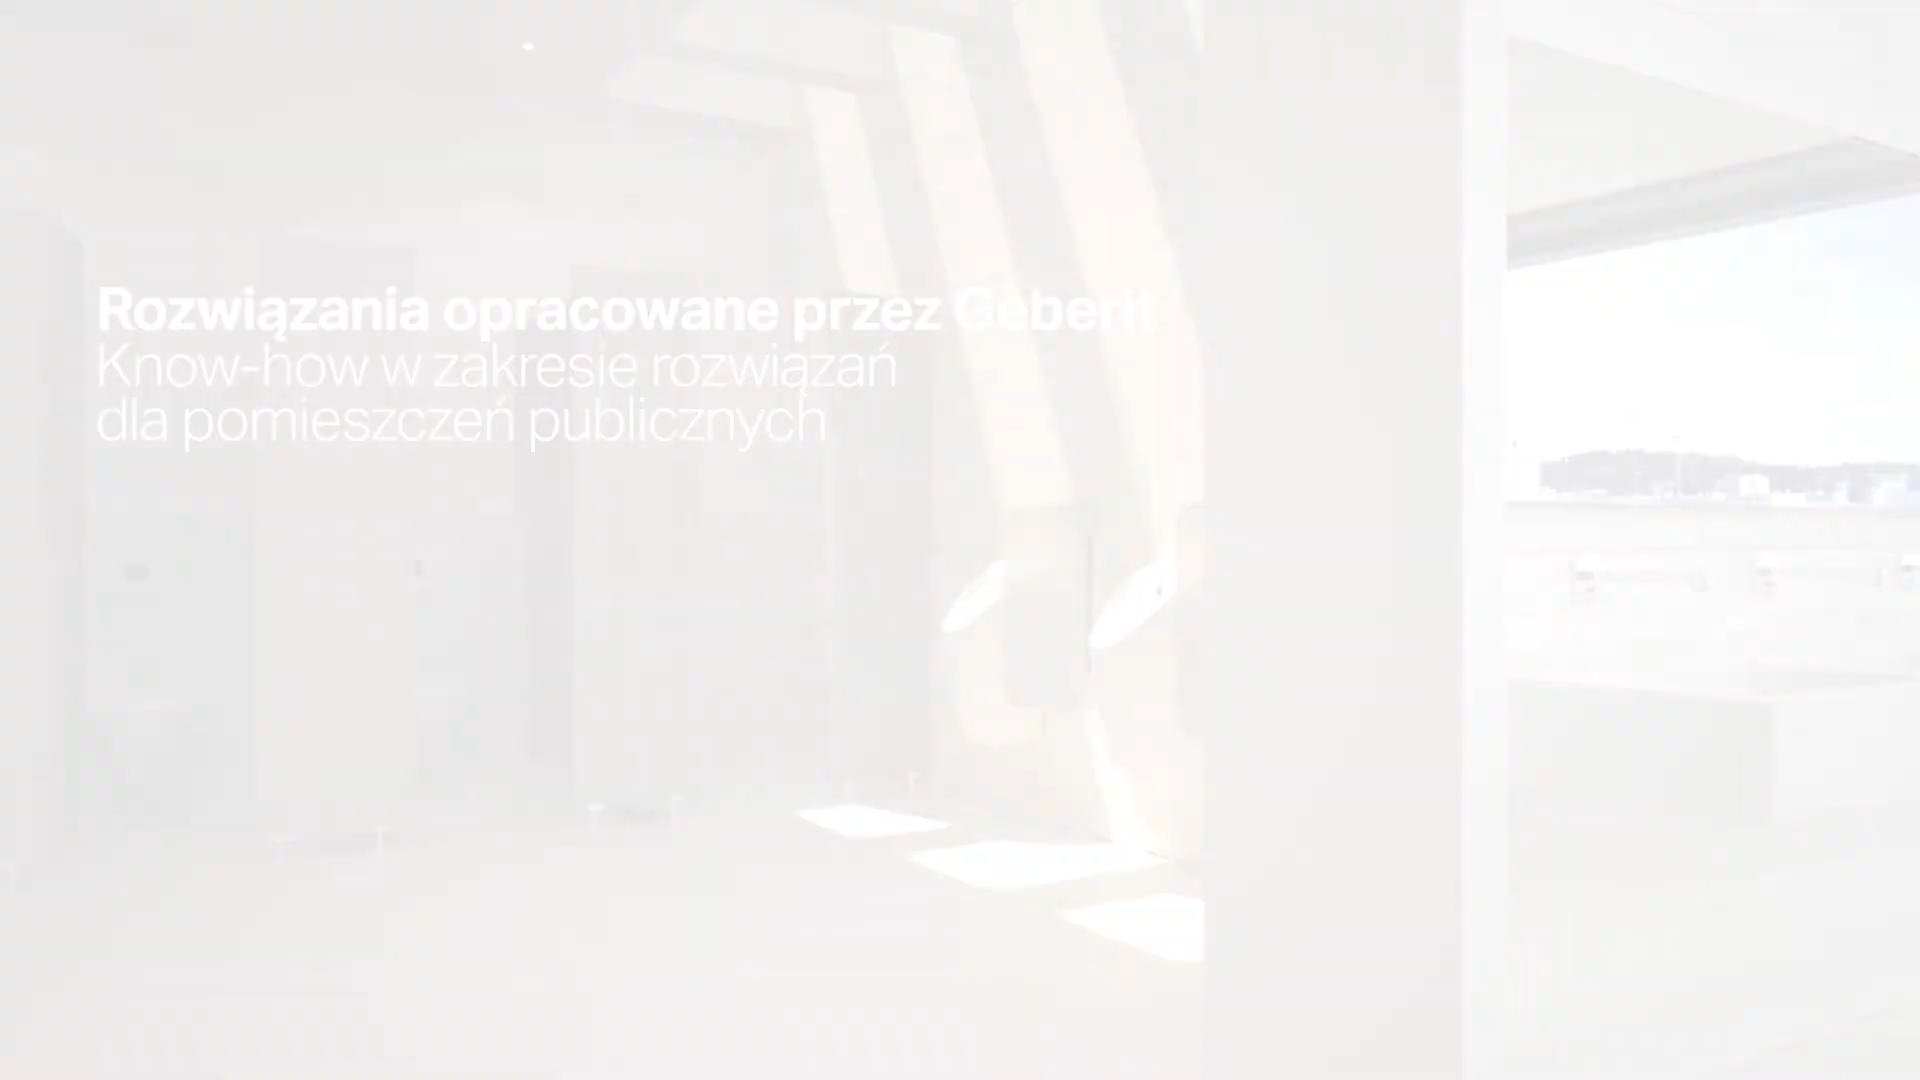 Rozwiązania opracowane przez Geberit
Know-how w zakresie rozwiązań
dla pomieszczeń publicznych